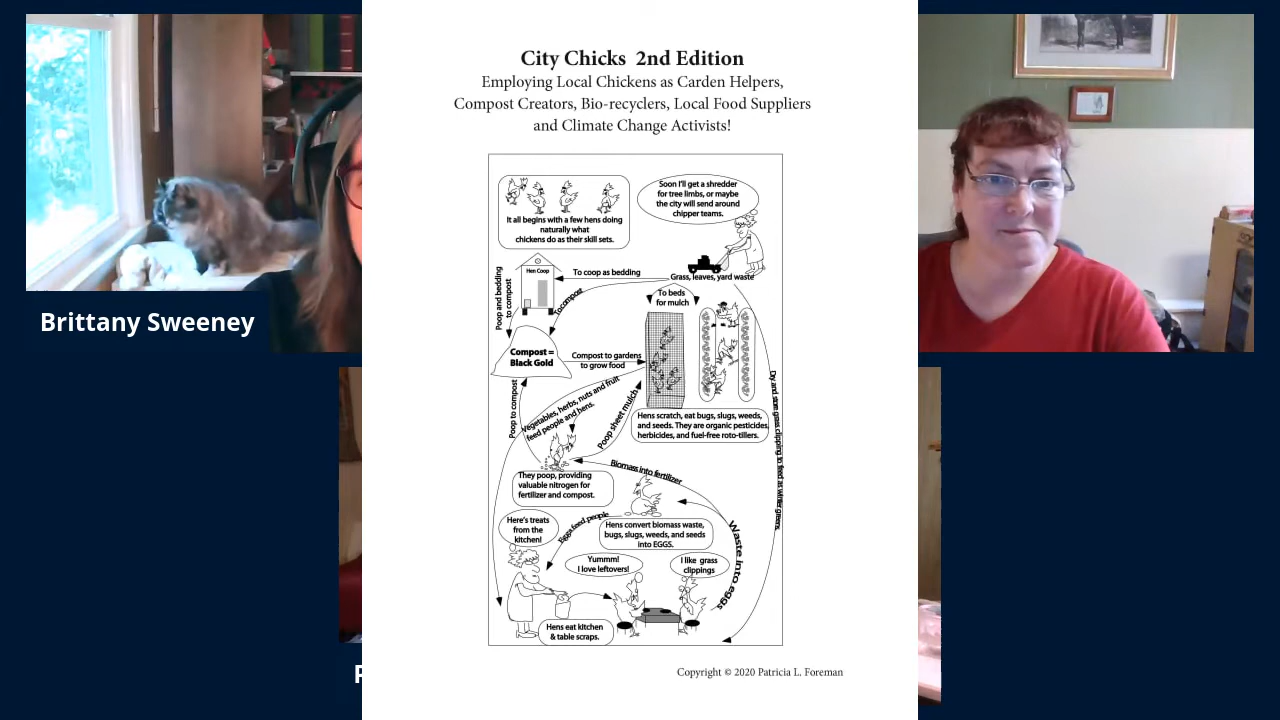 City Chicks 2nd Edition
Employing Local Chickens as Carden Helpers,
Compost Creators, Bio-recyclers, Local Food Suppliers
and Climate Change Activists!
It all begins with a few hens doing
naturally what
chickens do as their skill sets.
Soon I'll get a shredder
for tree limbs, or maybe
the city will send around
chipper teams.
Hen Coop
To coop as bedding
Grass, leaves, yard waste
Poop and bedding
to compost
To compost
To beds
for mulch
Compost =
Black Gold
Compost to gardens
to grow food
Poop to compost
Vegetables, herbs, nuts and fruit
feed people and hens.
Poop sheet mulch
Hens scratch, eat bugs, slugs, weeds,
and seeds. They are organic pesticides,
herbicides, and fuel-free roto-tillers.
Dry and store grass clipping to feed as winter greens.
Biomass into fertilizer
They poop, providing
valuable nitrogen for
fertilizer and compost.
Here's treats
from the
kitchen!
Eggs feed people
Hens convert biomass waste,
bugs, slugs, weeds, and seeds
into EGGS.
Waste into eggs
Yummm!
I love leftovers!
I like grass
clippings
Hens eat kitchen
& table scraps.
Copyright © 2020 Patricia L. Foreman
Brittany Sweeney